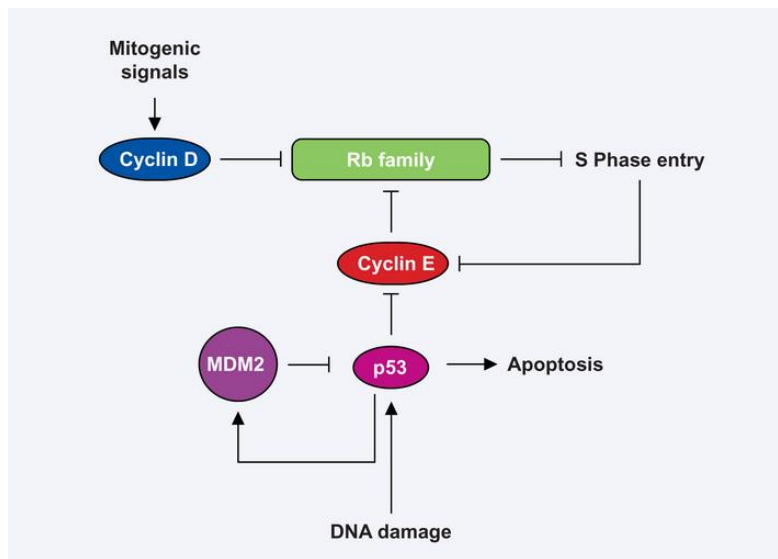 Mitogenic
signals
Cyclin D
Rb family
S Phase entry
Cyclin E
MDM2
p53
Apoptosis
DNA damage